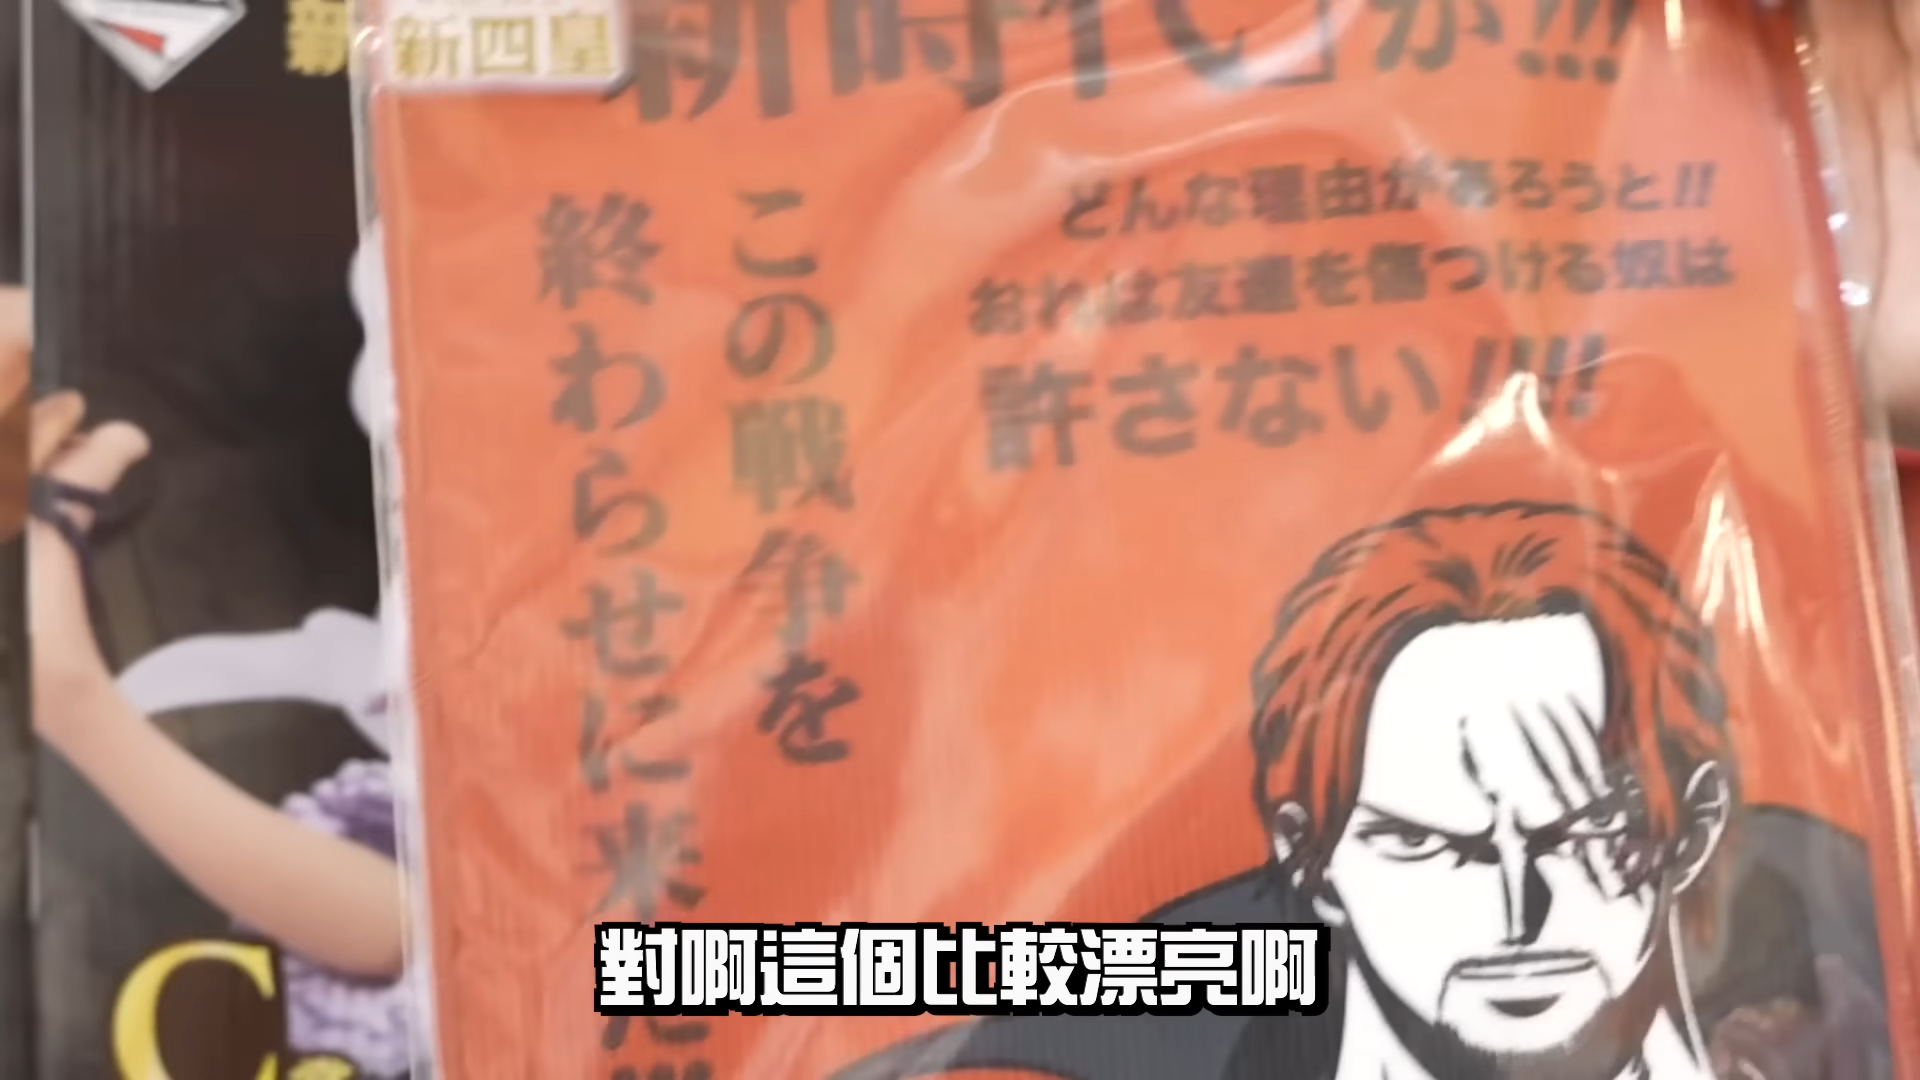 新四皇
新時代」が!!!
どんな理由があろうと!!
おれは友達を傷つける奴は
許さない!!!!
この戦争を
終わらせに来た!!!
對啊這個比較漂亮啊
C